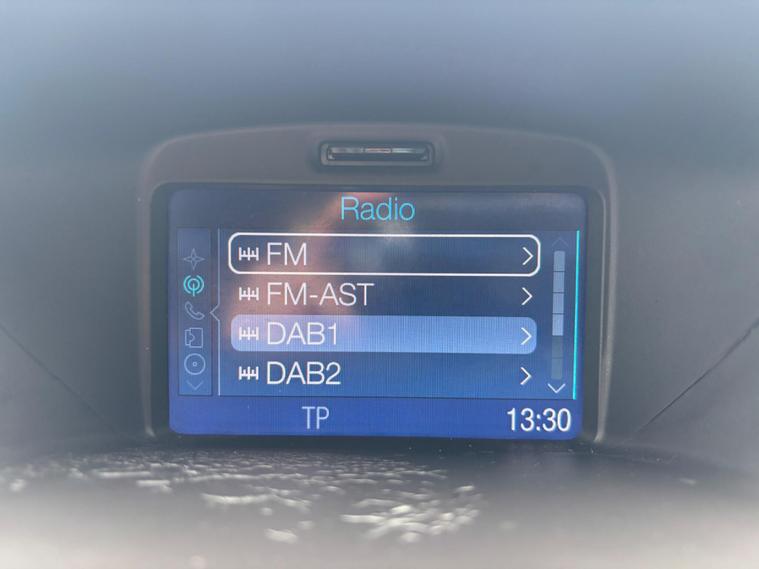 Radio
FM
FM-AST
DAB1
DAB2
TP 13:30